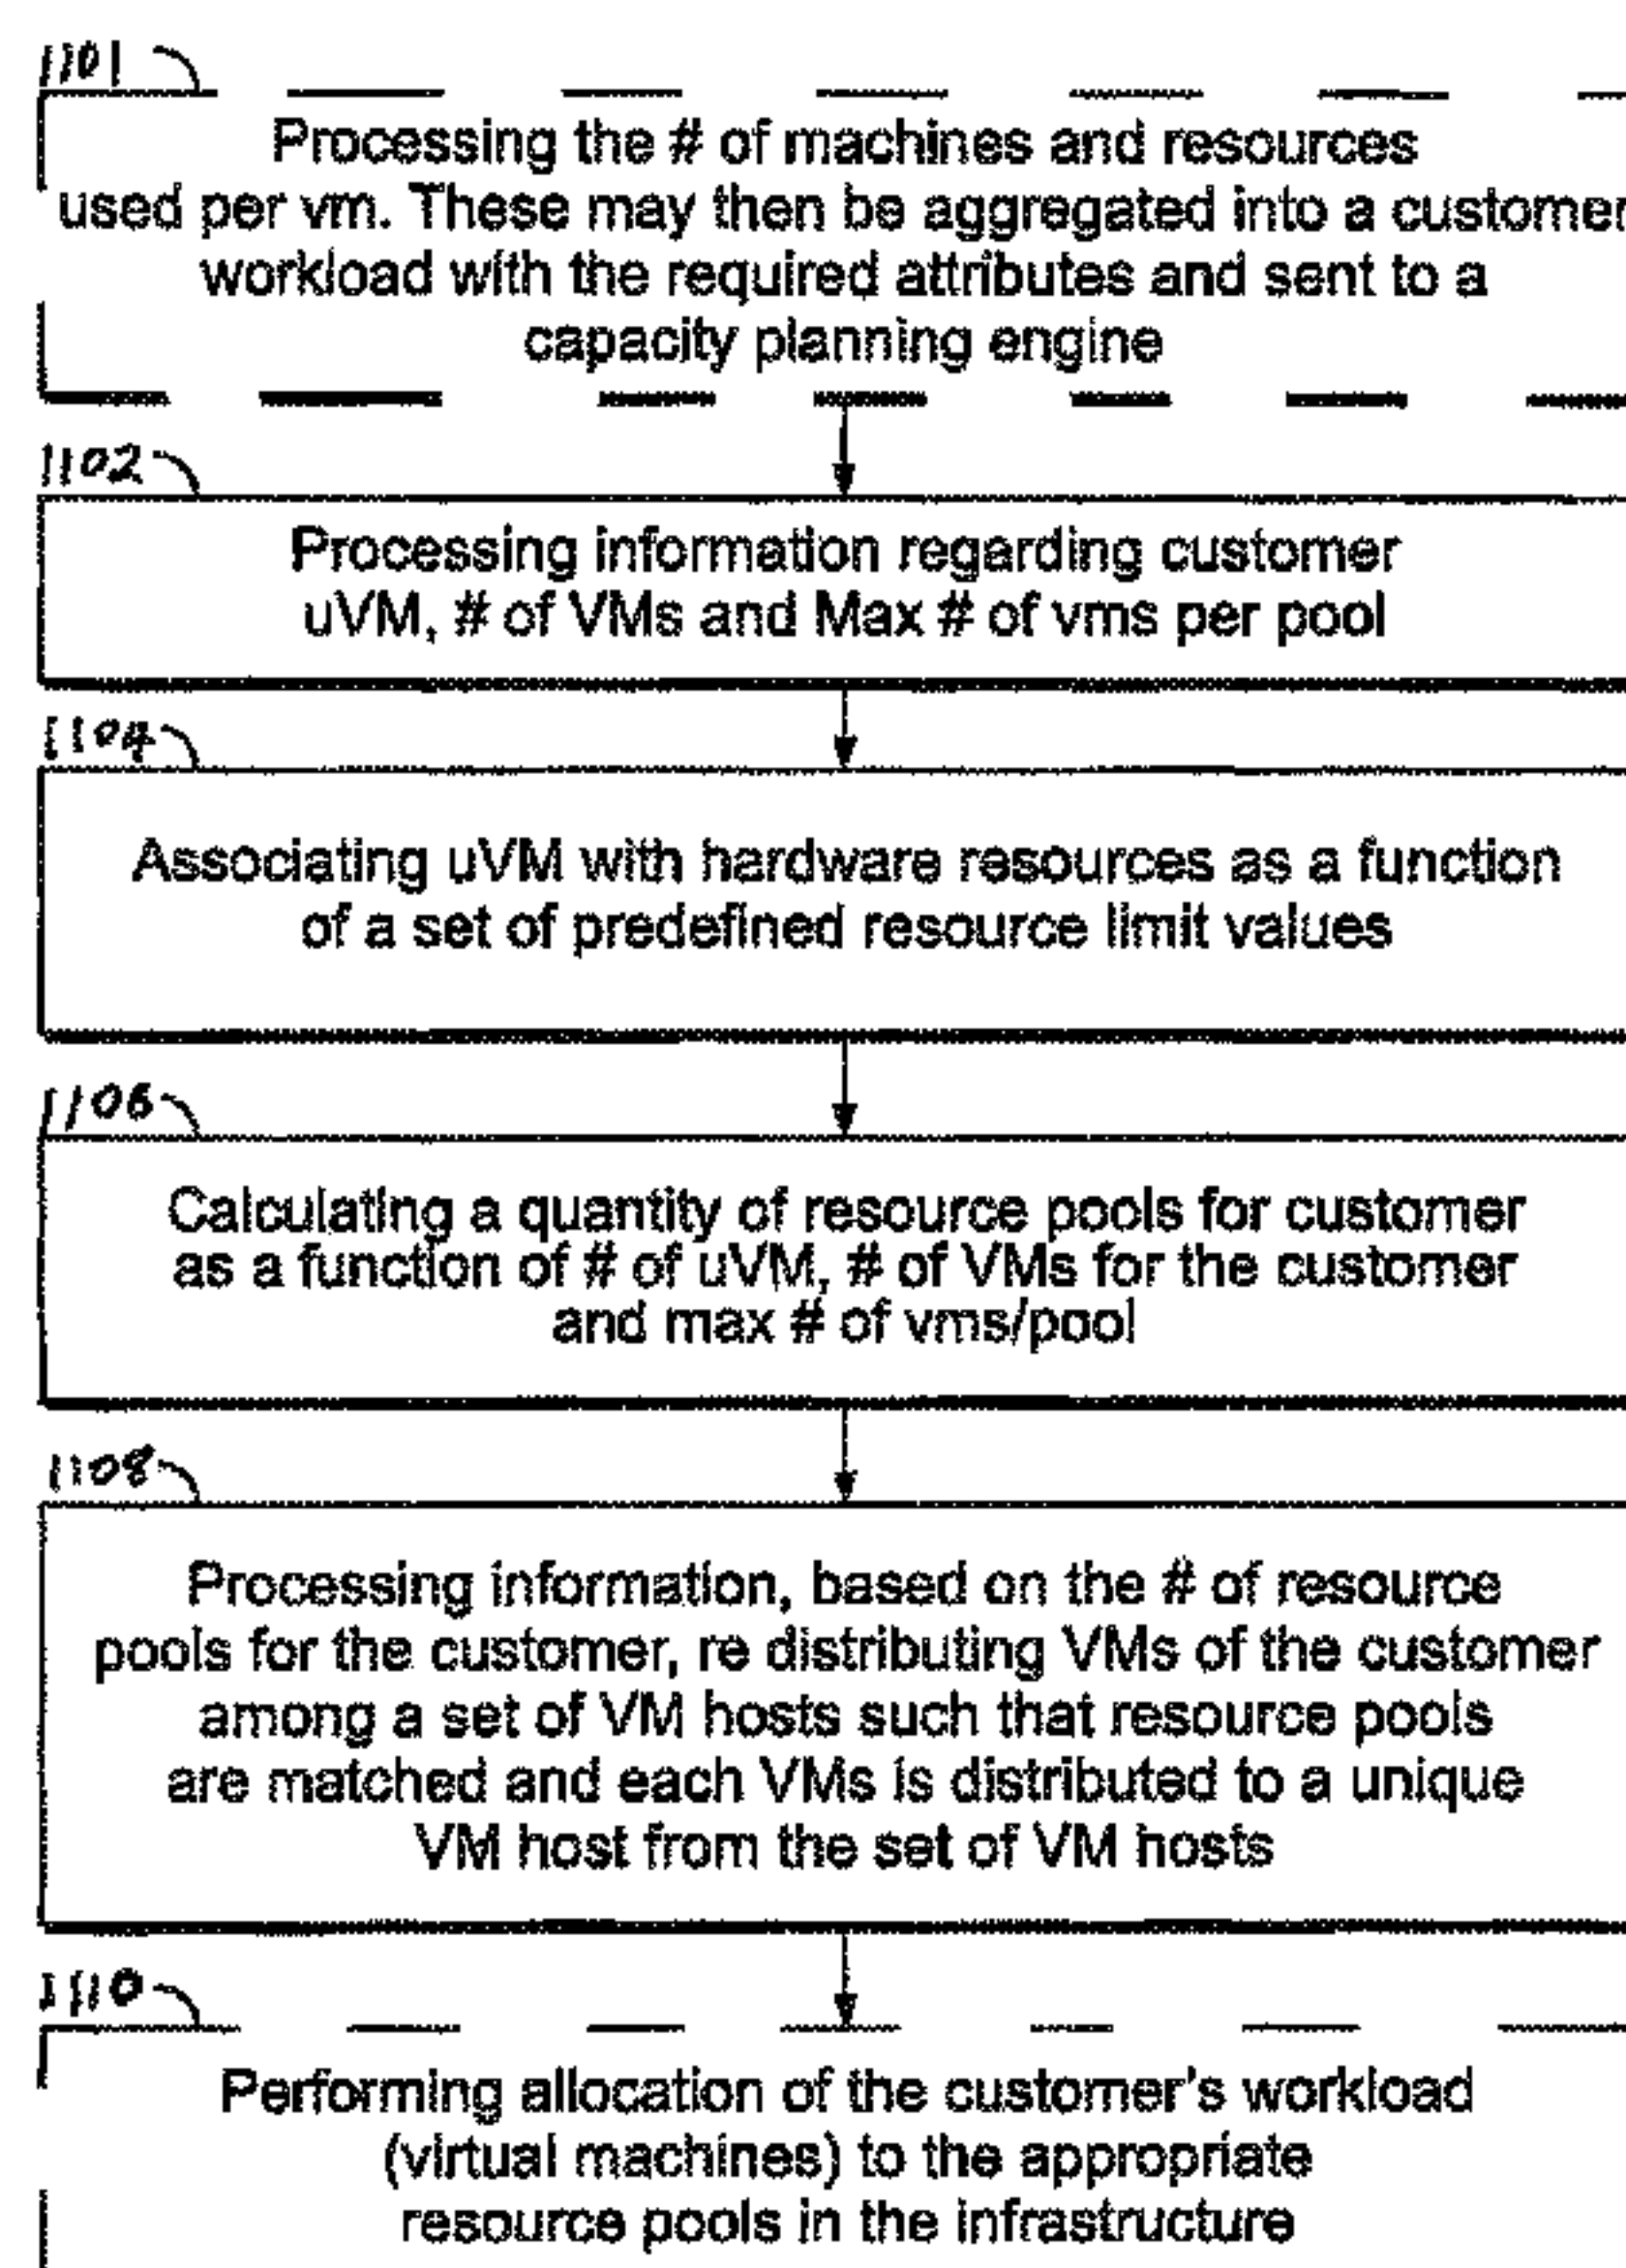 1101
Processing the # of machines and resources
used per vm. These may then be aggregated into a customer
workload with the required attributes and sent to a
capacity planning engine
1102
Processing information regarding customer
uVM, # of VMs and Max # of vms per pool
1104
Associating uVM with hardware resources as a function
of a set of predefined resource limit values
1106
Calculating a quantity of resource pools for customer
as a function of # of uVM, # of VMs for the customer
and max # of vms/pool
1108
Processing information, based on the # of resource
pools for the customer, re distributing VMs of the customer
among a set of VM hosts such that resource pools
are matched and each VMs is distributed to a unique
VM host from the set of VM hosts
1110
Performing allocation of the customer's workload
(virtual machines) to the appropriate
resource pools in the infrastructure